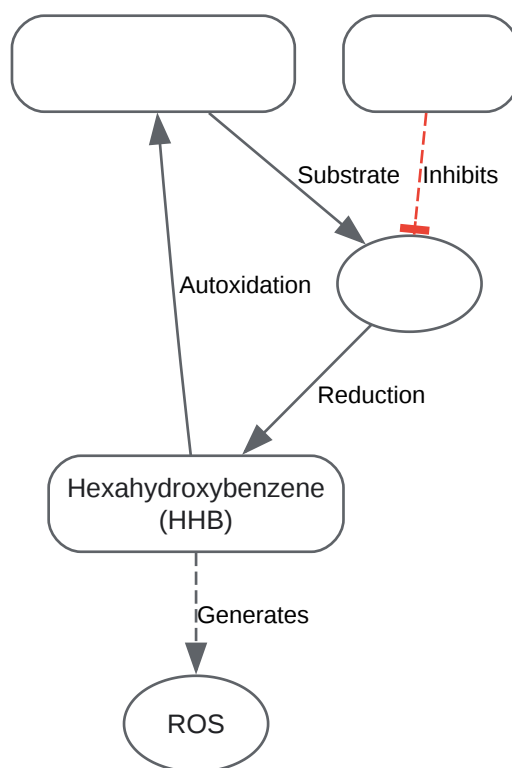 Substrate
Inhibits
Autoxidation
Reduction
Hexahydroxybenzene
(HHB)
Generates
ROS